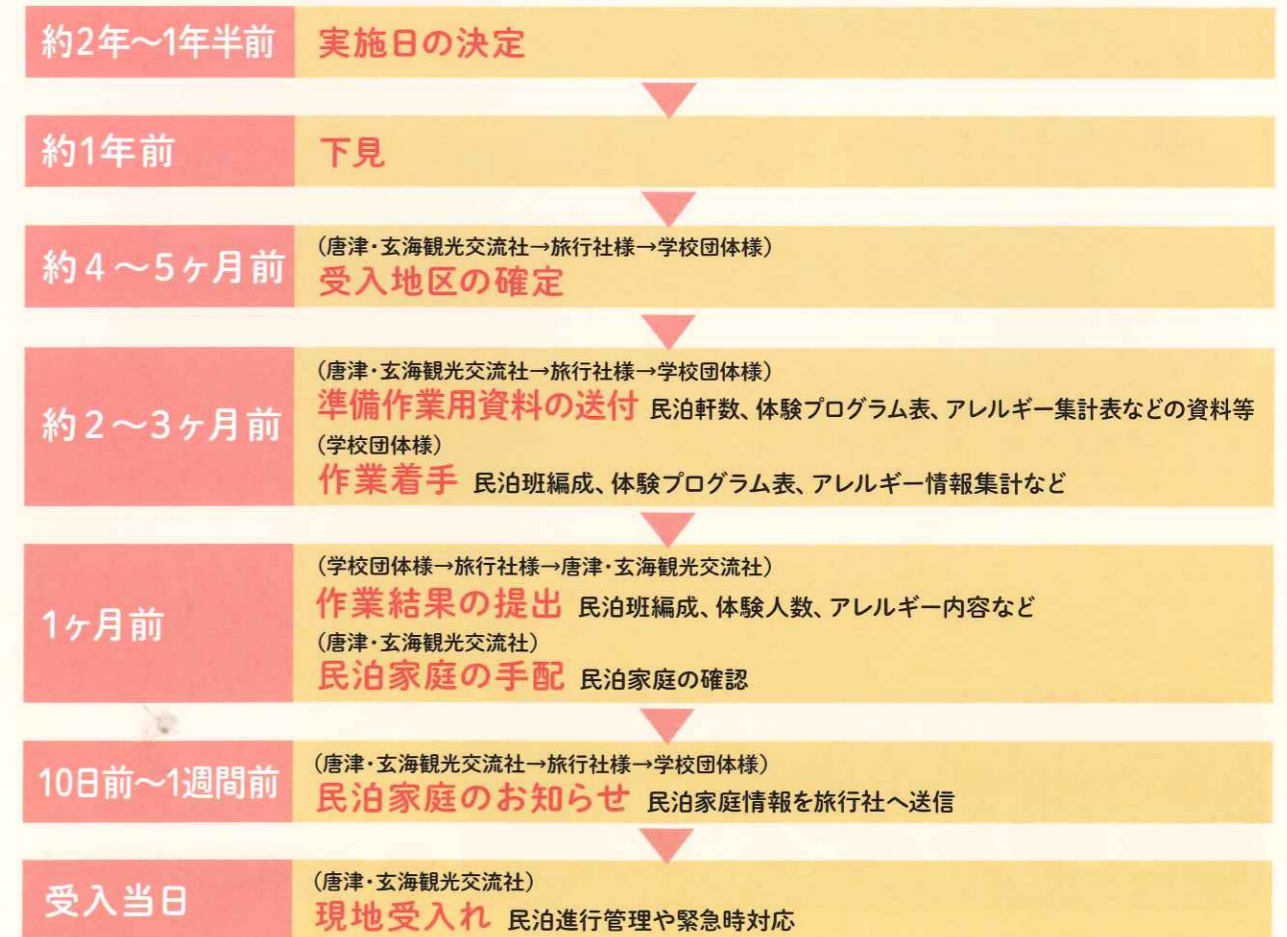 約2年～1年半前 実施日の決定
約1年前 下見
(唐津・玄海観光交流社→旅行社様→学校団体様)
約4～5ヶ月前 受入地区の確定
(唐津・玄海観光交流社→旅行社様→学校団体様)
準備作業用資料の送付 民泊軒数、体験プログラム表、アレルギー集計表などの資料等
約2～3ヶ月前
(学校団体様)
作業着手 民泊班編成、体験プログラム表、アレルギー情報集計など
(学校団体様→旅行社様→唐津・玄海観光交流社)
作業結果の提出 民泊班編成、体験人数、アレルギー内容など
1ヶ月前
(唐津・玄海観光交流社)
民泊家庭の手配 民泊家庭の確認
(唐津・玄海観光交流社→旅行社様→学校団体様)
10日前～1週間前 民泊家庭のお知らせ 民泊家庭情報を旅行社へ送信
(唐津・玄海観光交流社)
受入当日 現地受入れ 民泊進行管理や緊急時対応